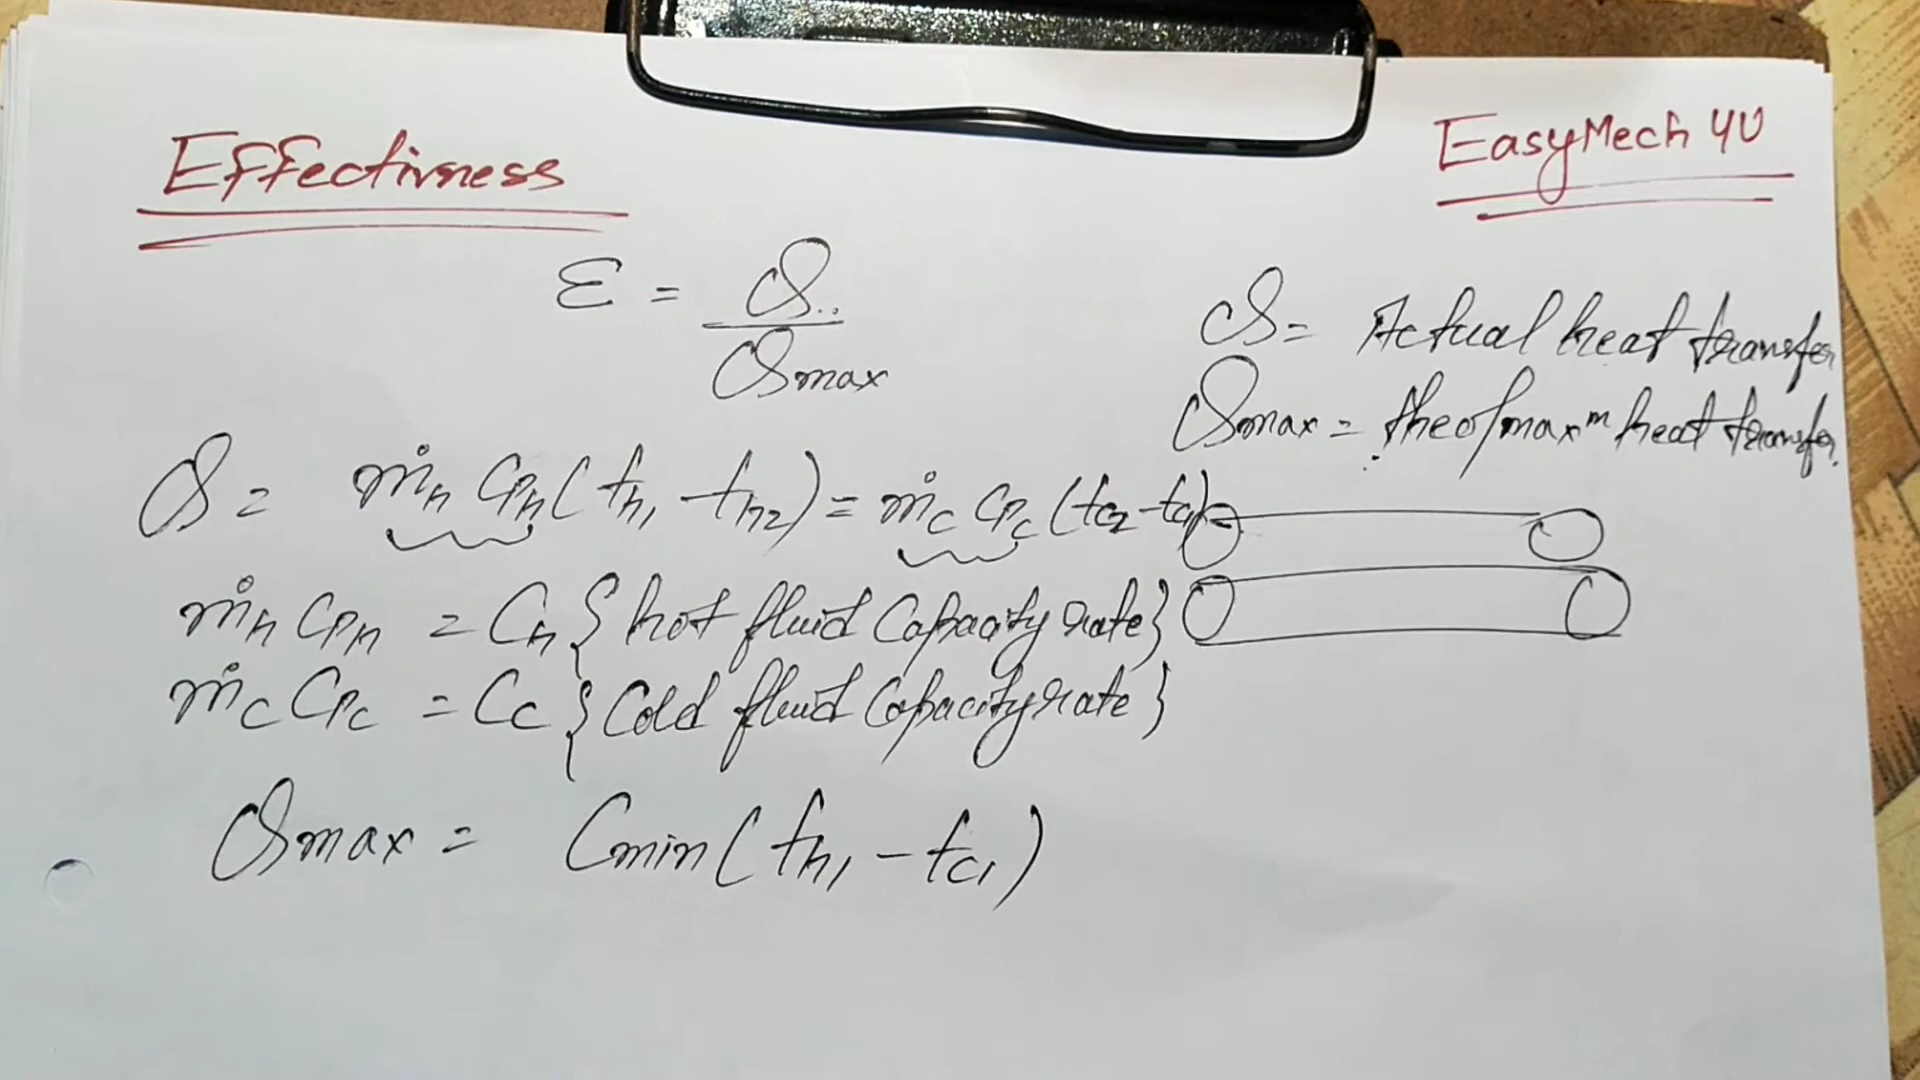 Effectivness
EasyMech 4U
ε = Q / Qmax
Q = Actual heat transfer
Qmax = theo/maxᵐ heat transfer
Q = ṁh Cph (th1 - th2) = ṁc Cpc (tc2 - tc1)
ṁh Cph = Ch { hot fluid Capacity rate }
ṁc Cpc = Cc { Cold fluid Capacity rate }
Qmax = Cmin ( th1 - tc1 )